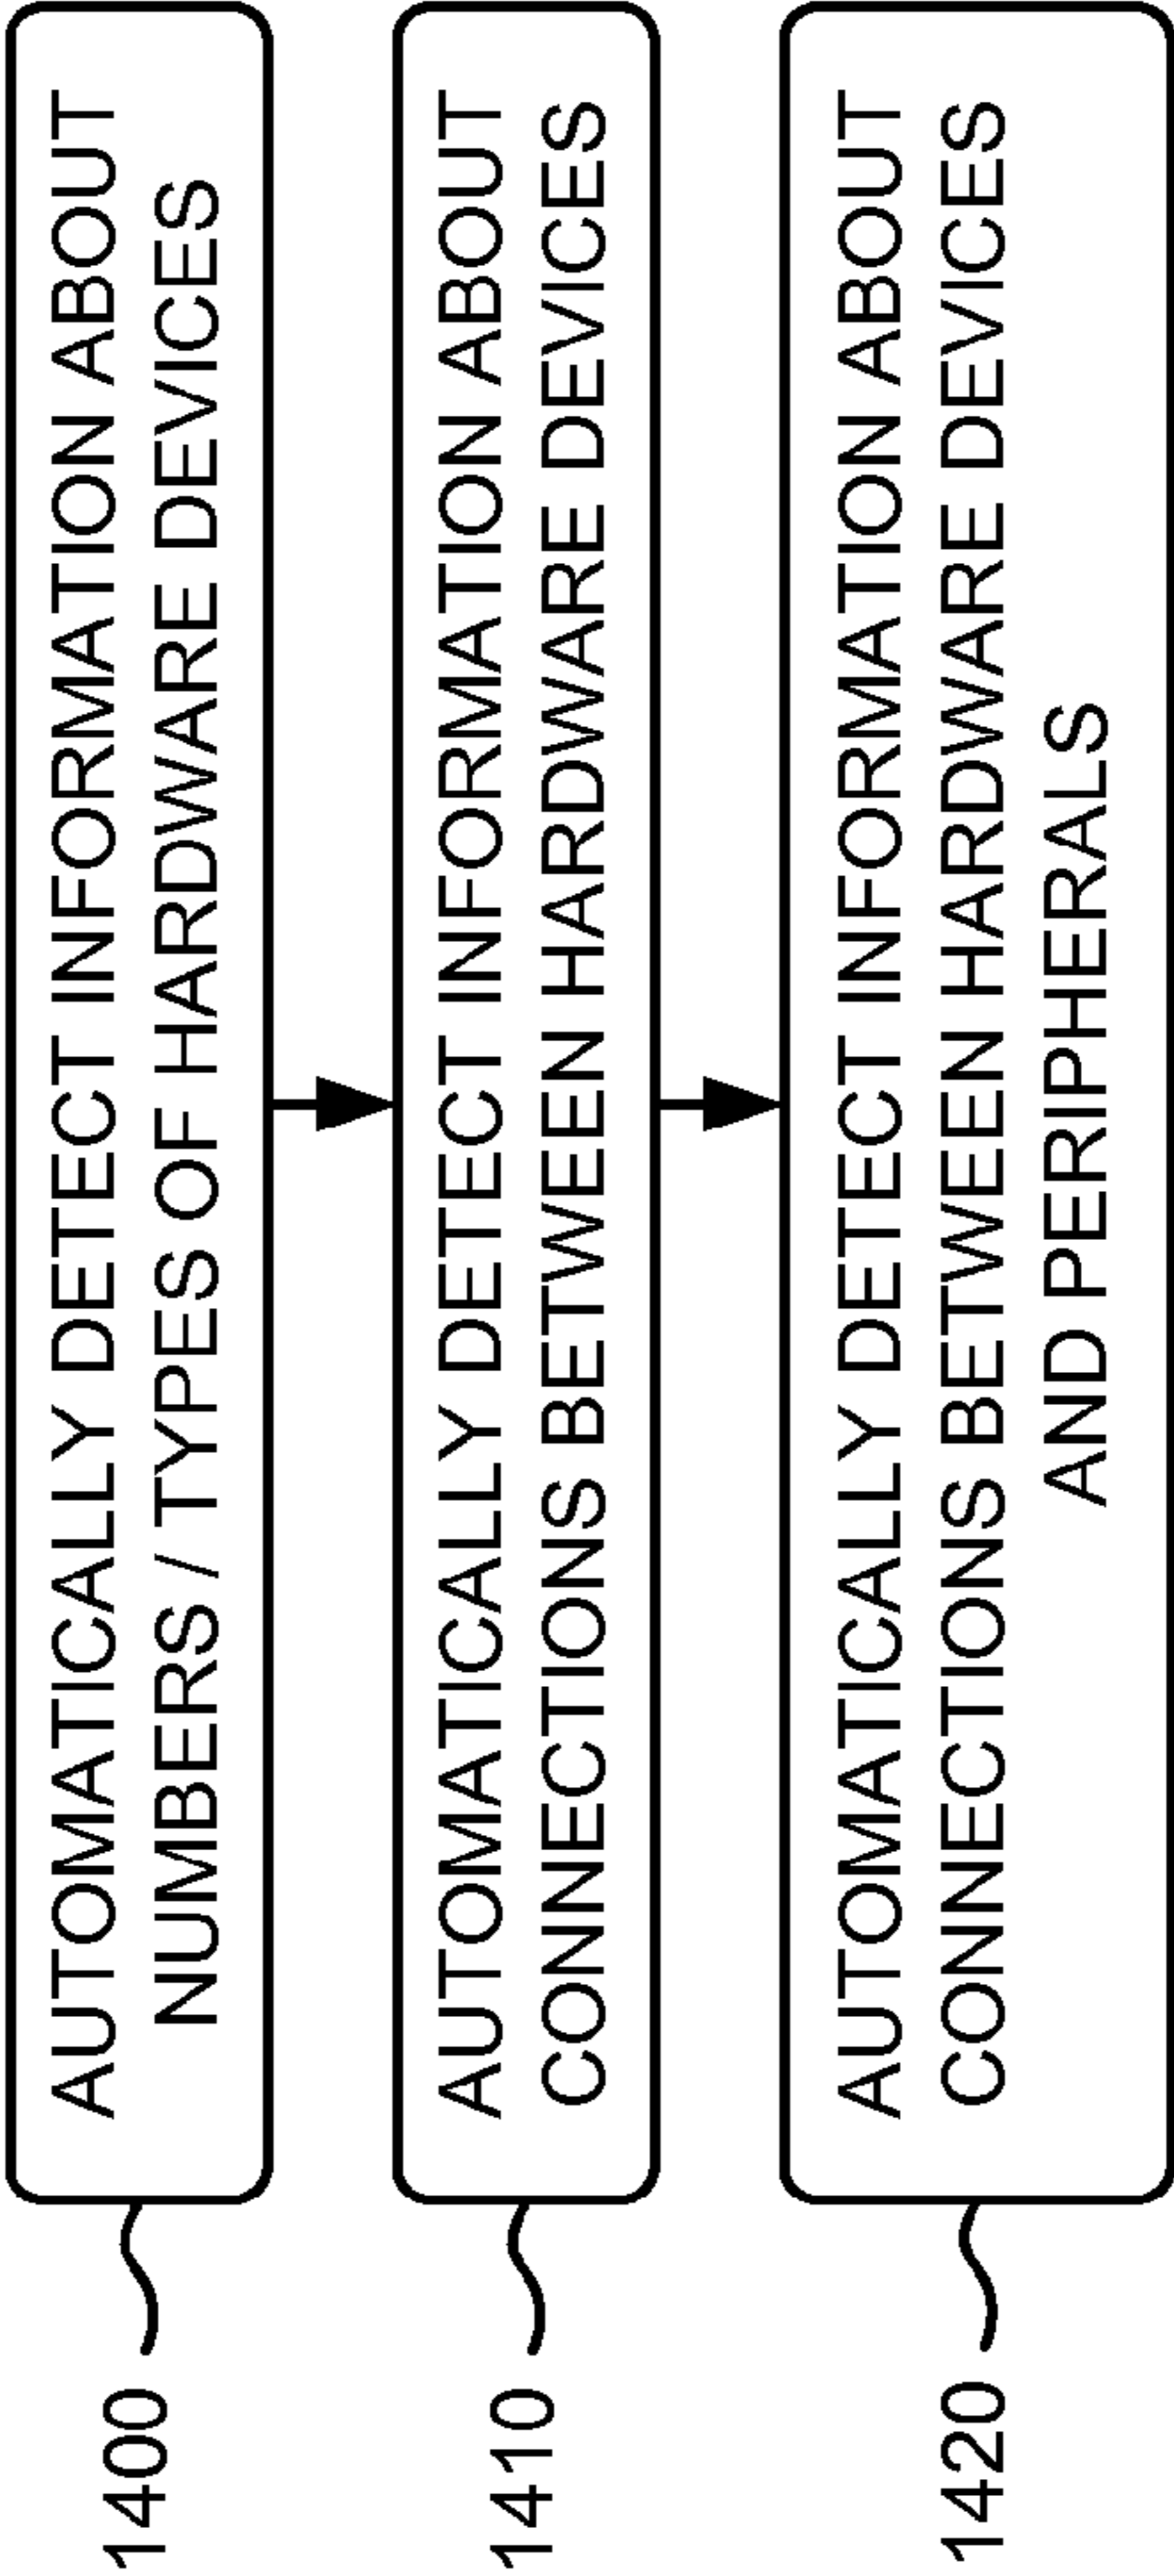 1400
AUTOMATICALLY DETECT INFORMATION ABOUT
NUMBERS / TYPES OF HARDWARE DEVICES
1410
AUTOMATICALLY DETECT INFORMATION ABOUT
CONNECTIONS BETWEEN HARDWARE DEVICES
1420
AUTOMATICALLY DETECT INFORMATION ABOUT
CONNECTIONS BETWEEN HARDWARE DEVICES
AND PERIPHERALS